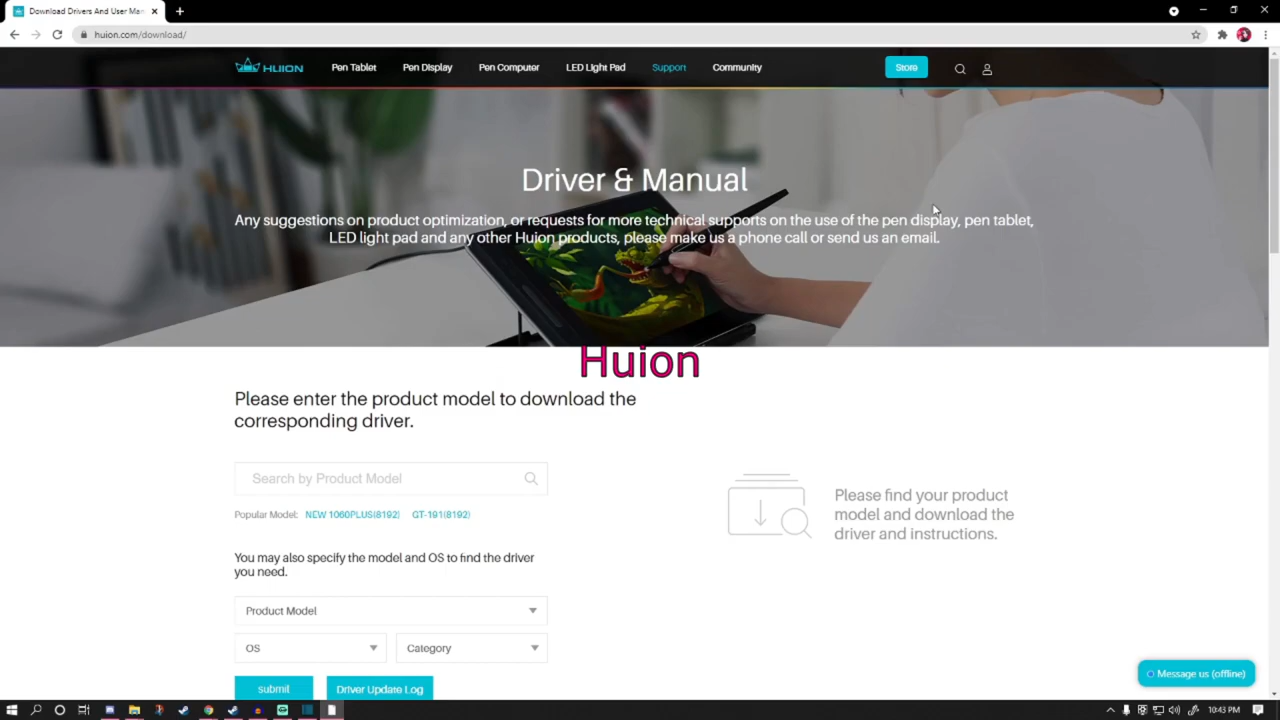 Download Drivers And User Man
huion.com/download/
HUION
Pen Tablet Pen Display Pen Computer LED Light Pad Support Community Store
Driver & Manual
Any suggestions on product optimization, or requests for more technical supports on the use of the pen display, pen tablet,
LED light pad and any other Huion products, please make us a phone call or send us an email.
Huion
Please enter the product model to download the
corresponding driver.
Search by Product Model
Popular Model: NEW 1060PLUS(8192) GT-191(8192)
You may also specify the model and OS to find the driver
you need.
Product Model
OS Category
submit Driver Update Log
Please find your product
model and download the
driver and instructions.
Message us (offline)
10:43 PM